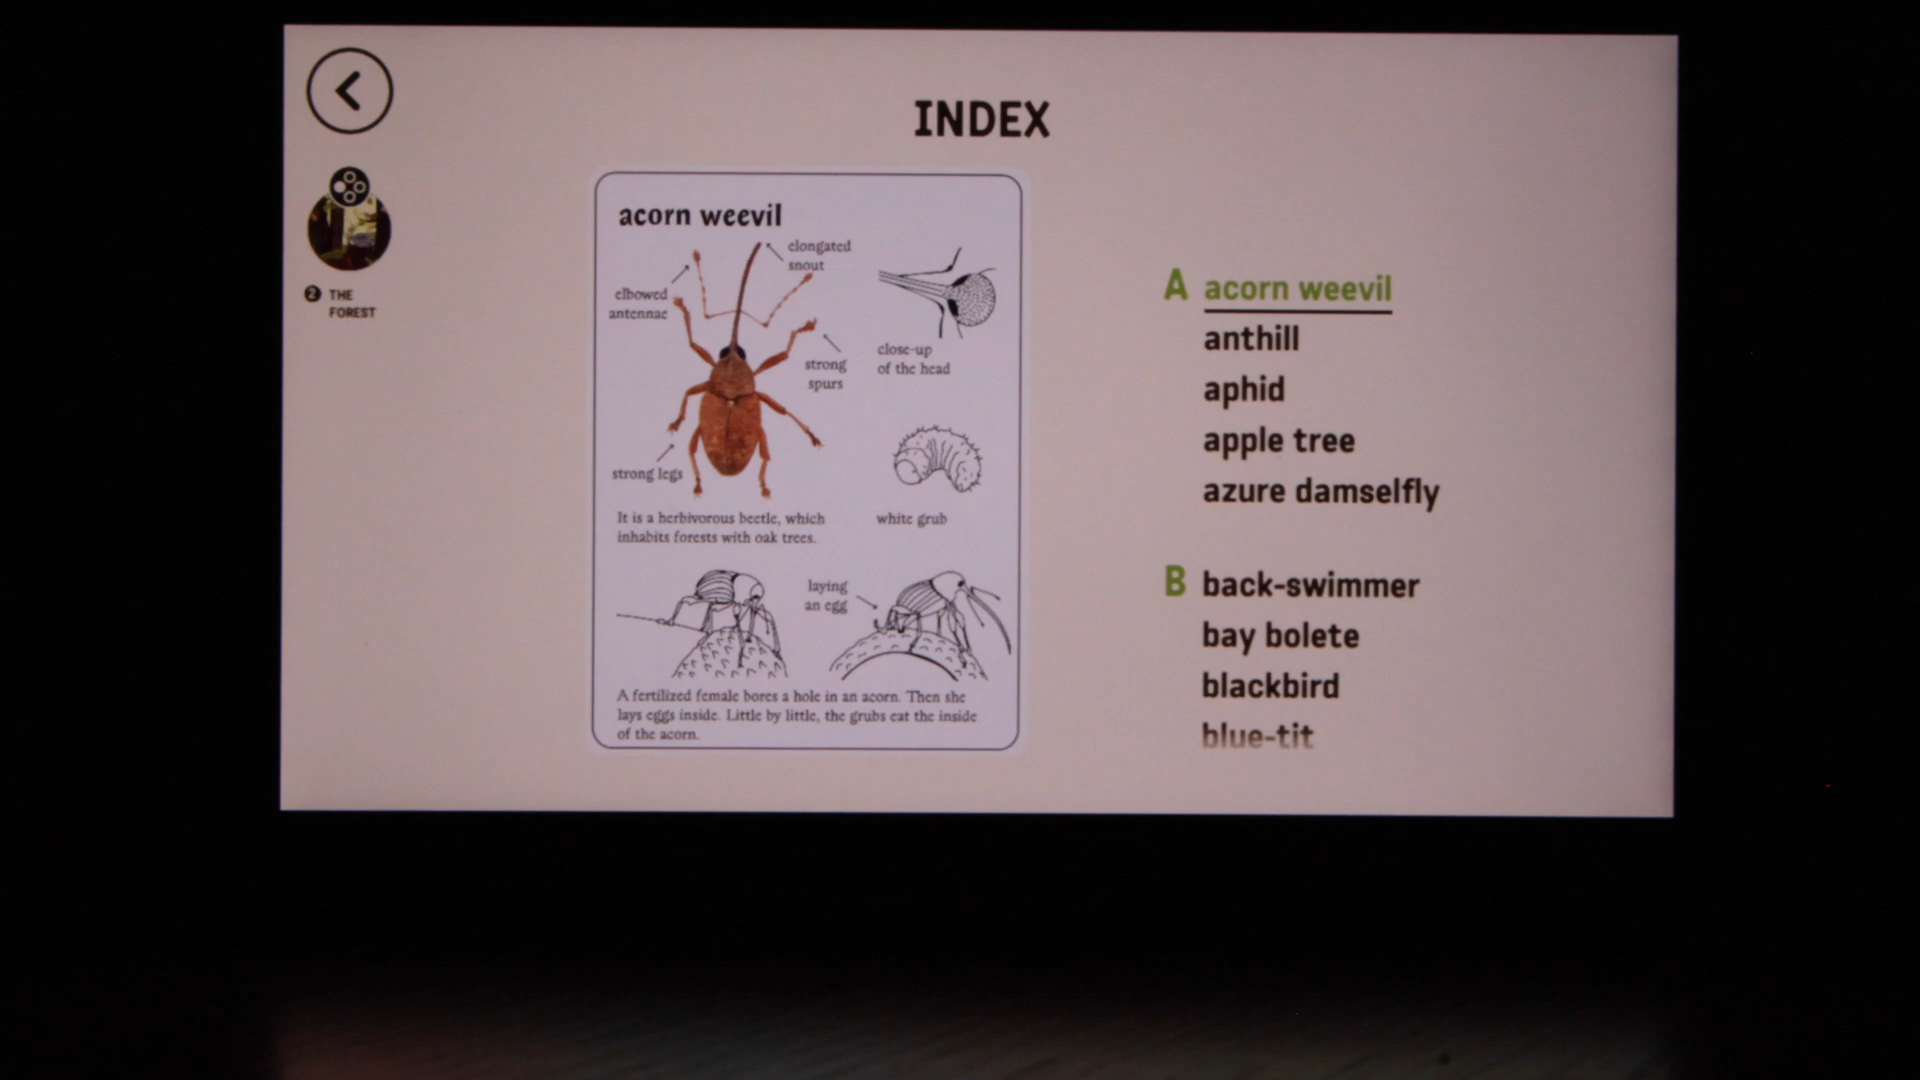 INDEX
2 THE
FOREST
acorn weevil
elongated
snout
elbowed
antennae
strong
spurs
close-up
of the head
strong legs
It is a herbivorous beetle, which
inhabits forests with oak trees.
white grub
laying
an egg
A fertilized female bores a hole in an acorn. Then she
lays eggs inside. Little by little, the grubs eat the inside
of the acorn.
A acorn weevil
anthill
aphid
apple tree
azure damselfly
B back-swimmer
bay bolete
blackbird
blue-tit